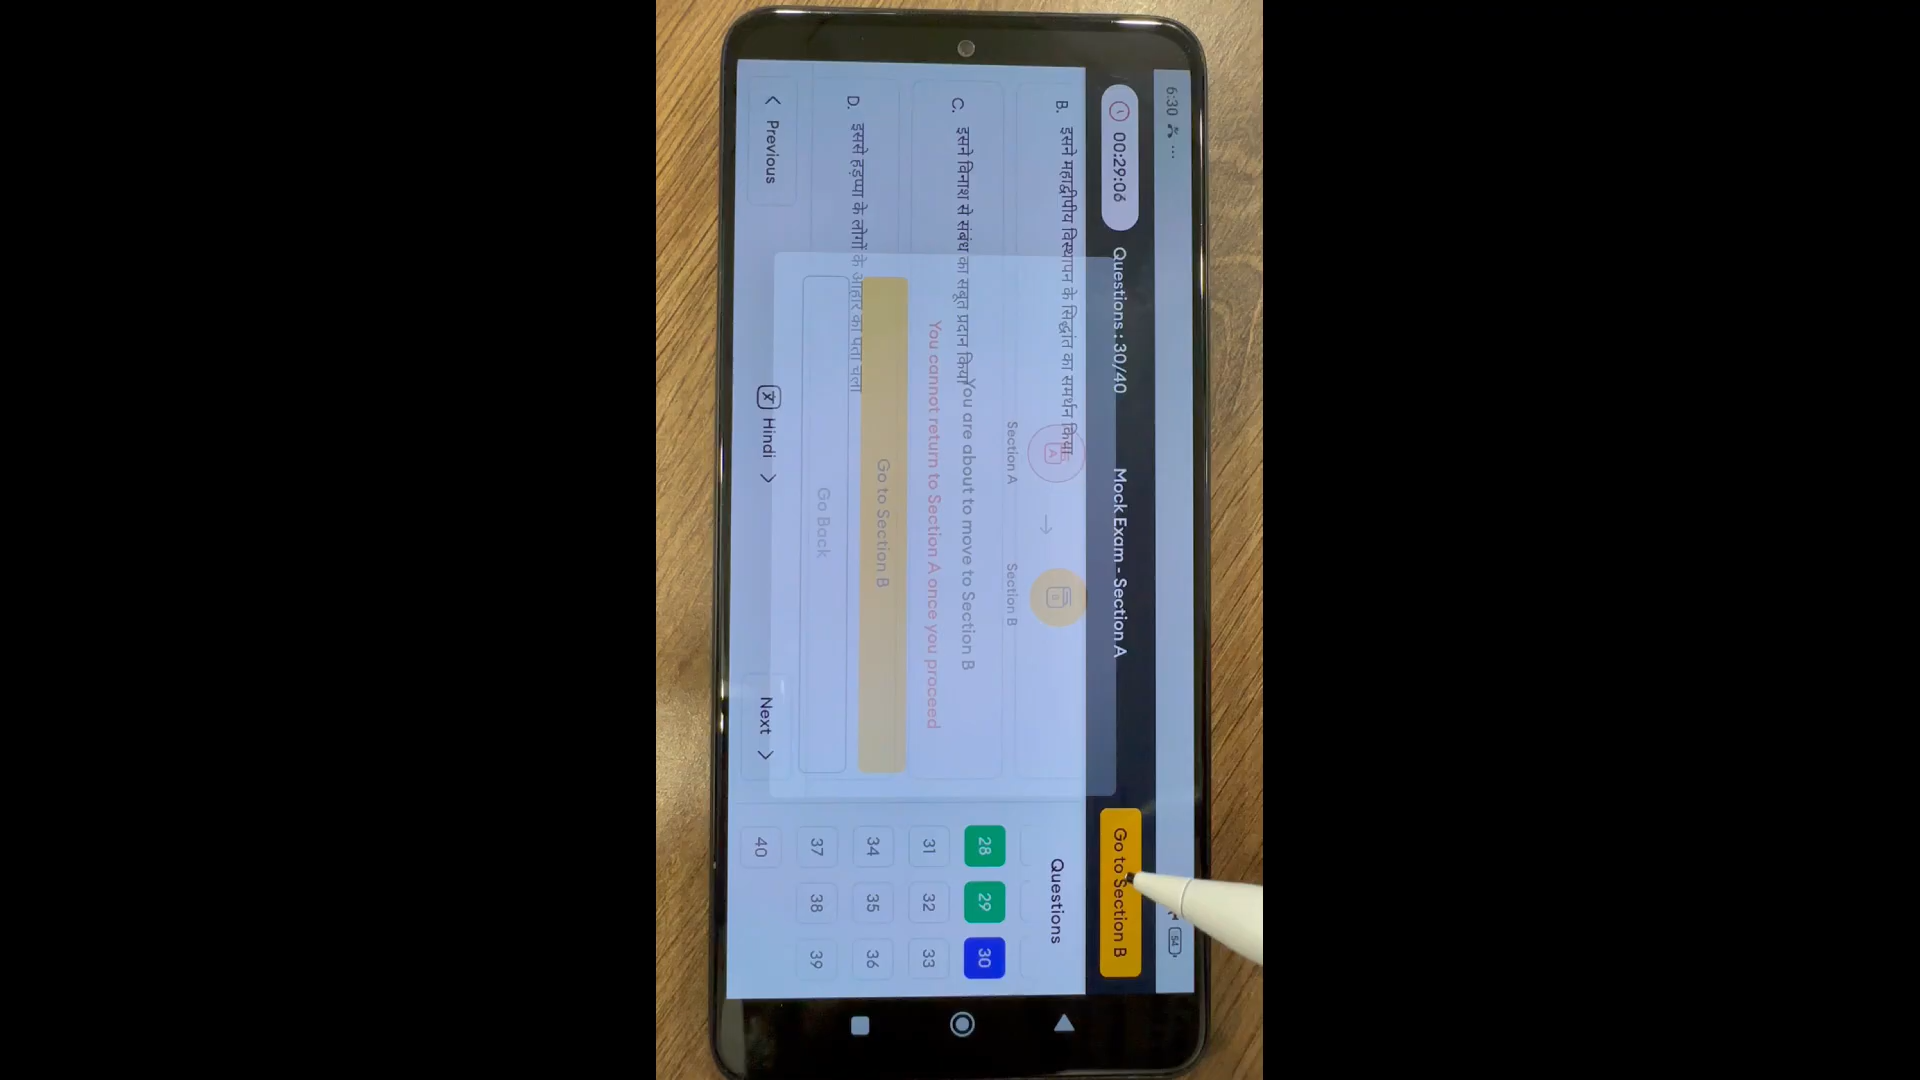 6:30 ...
00:29:06
Questions : 30/40
Mock Exam - Section A
Go to Section B
54
B. इसने महाद्वीपीय विस्थापन के सिद्धांत का समर्थन किया
C. इसने विनाश से संबंध का सबूत प्रदान किया
D. इससे हड़प्पा के लोगों के आहार का पता चला
A
B
Section A
Section B
You are about to move to Section B
You cannot return to Section A once you proceed
Go to Section B
Go Back
Questions
28 29 30
31 32 33
34 35 36
37 38 39
40
Previous
Hindi
Next